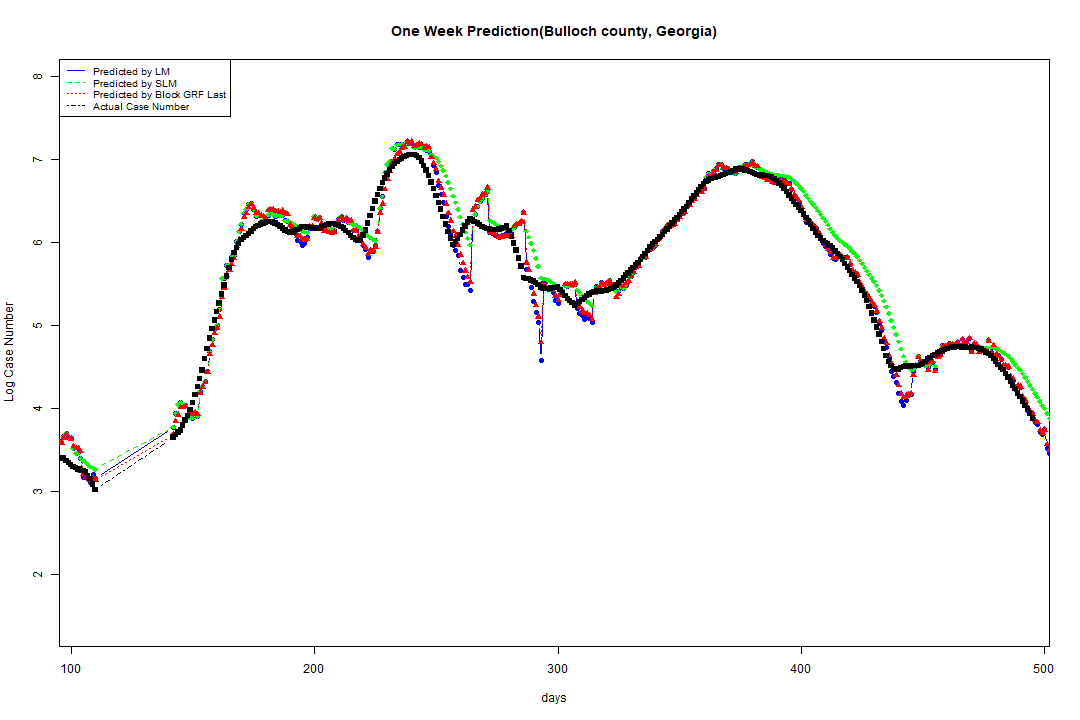 One Week Prediction(Bulloch county, Georgia)
Predicted by LM
Predicted by SLM
Predicted by Block GRF Last
Actual Case Number
8
7
6
5
4
3
2
Log Case Number
100 200 300 400 500
days